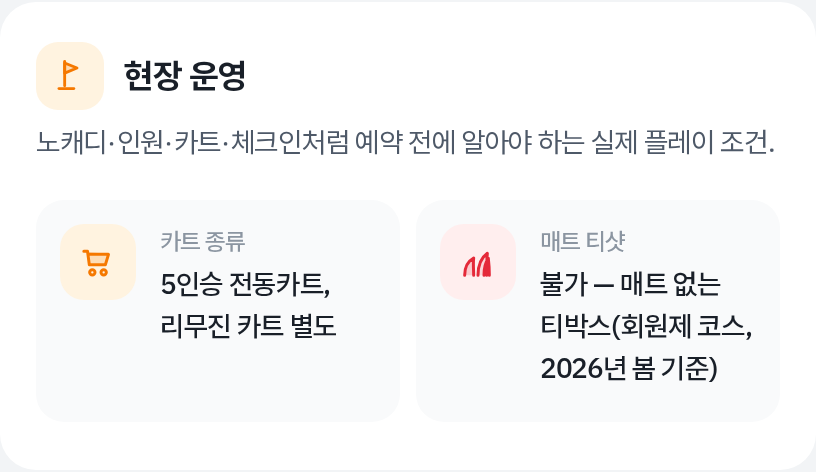 현장 운영
노캐디·인원·카트·체크인처럼 예약 전에 알아야 하는 실제 플레이 조건.
카트 종류
5인승 전동카트,
리무진 카트 별도
매트 티샷
불가 — 매트 없는
티박스(회원제 코스,
2026년 봄 기준)